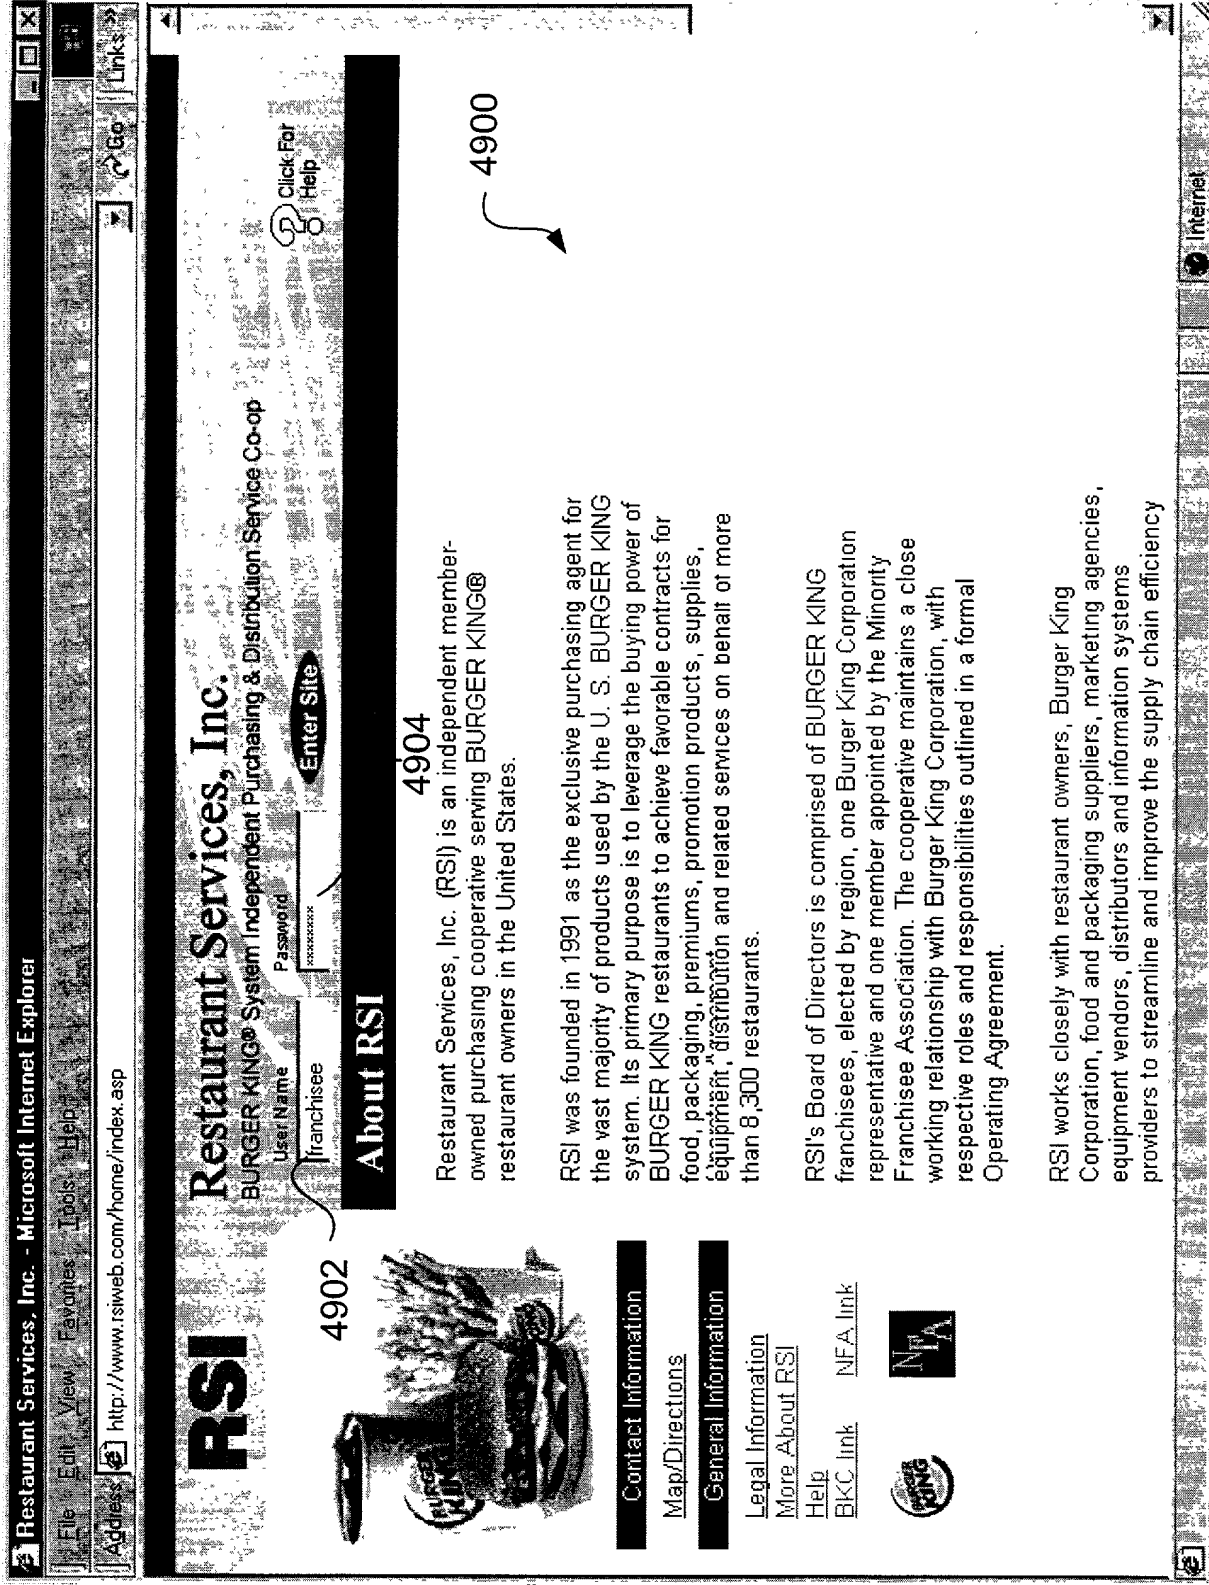 Restaurant Services, Inc. - Microsoft Internet Explorer
File Edit View Favorites Tools Help
Address http://www.rsiweb.com/home/index.asp Go Links »
RSI
Restaurant Services, Inc.
BURGER KING® System Independent Purchasing & Distribution Service Co-op
User Name Password
franchisee xxxxxxxxx Enter Site
Click For
Help
4902
4904
4900
About RSI
BURGER
KING
Contact Information
Map/Directions
General Information
Legal Information
More About RSI
Help
BKC link NFA link
BURGER
KING
NFA
Restaurant Services, Inc. (RSI) is an independent member-
owned purchasing cooperative serving BURGER KING®
restaurant owners in the United States.
RSI was founded in 1991 as the exclusive purchasing agent for
the vast majority of products used by the U. S. BURGER KING
system. Its primary purpose is to leverage the buying power of
BURGER KING restaurants to achieve favorable contracts for
food, packaging, premiums, promotion products, supplies,
equipment, distribution and related services on behalf of more
than 8,300 restaurants.
RSI's Board of Directors is comprised of BURGER KING
franchisees, elected by region, one Burger King Corporation
representative and one member appointed by the Minority
Franchisee Association. The cooperative maintains a close
working relationship with Burger King Corporation, with
respective roles and responsibilities outlined in a formal
Operating Agreement.
RSI works closely with restaurant owners, Burger King
Corporation, food and packaging suppliers, marketing agencies,
equipment vendors, distributors and information systems
providers to streamline and improve the supply chain efficiency
Internet